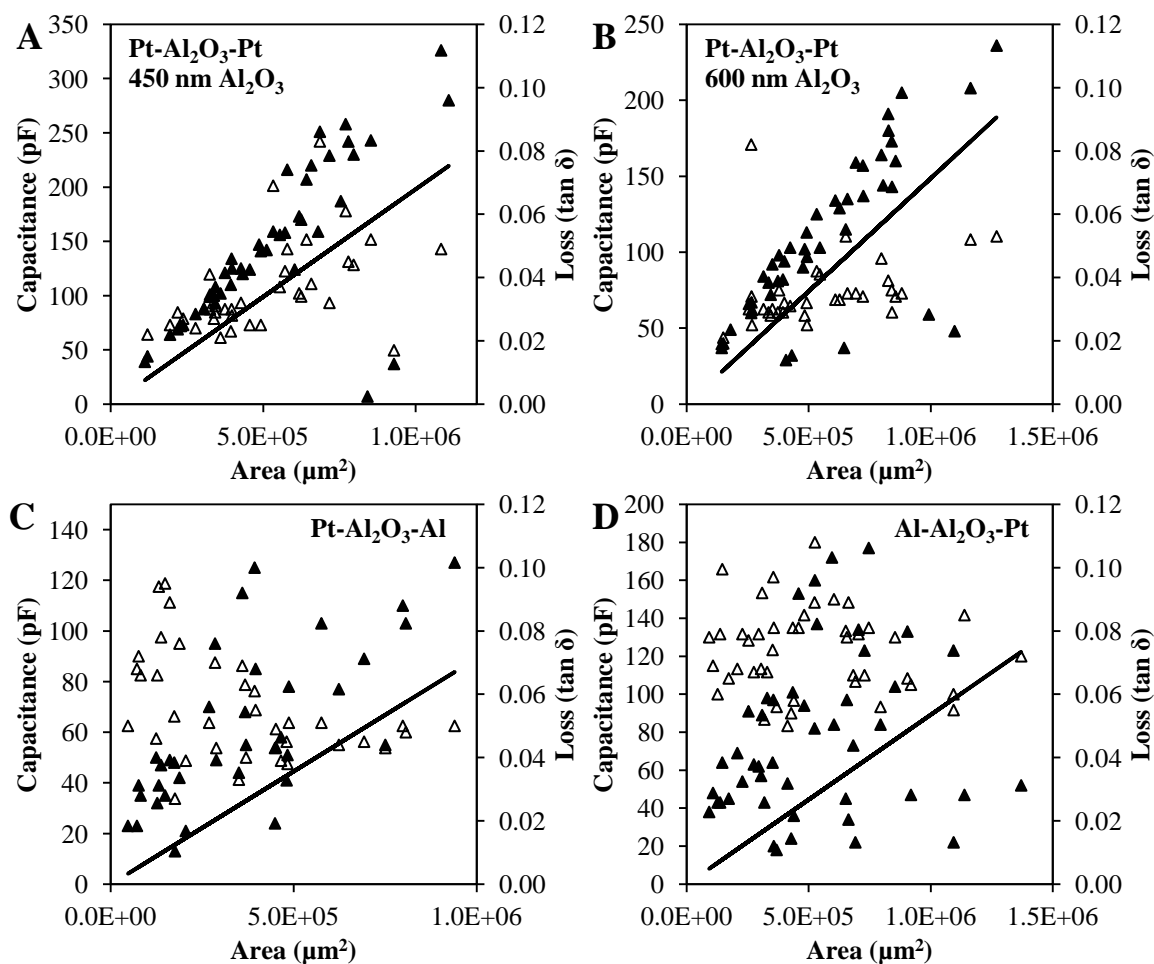 A
Pt-Al₂O₃-Pt
450 nm Al₂O₃
Capacitance (pF)
350
300
250
200
150
100
50
0
0.12
0.10
0.08
0.06
0.04
0.02
0.00
Loss (tan δ)
0.0E+00 5.0E+05 1.0E+06
Area (µm²)
B
Pt-Al₂O₃-Pt
600 nm Al₂O₃
Capacitance (pF)
250
200
150
100
50
0
0.12
0.10
0.08
0.06
0.04
0.02
0.00
Loss (tan δ)
0.0E+00 5.0E+05 1.0E+06 1.5E+06
Area (µm²)
C
Pt-Al₂O₃-Al
Capacitance (pF)
140
120
100
80
60
40
20
0
0.12
0.10
0.08
0.06
0.04
0.02
0.00
Loss (tan δ)
0.0E+00 5.0E+05 1.0E+06
Area (µm²)
D
Al-Al₂O₃-Pt
Capacitance (pF)
200
180
160
140
120
100
80
60
40
20
0
0.12
0.10
0.08
0.06
0.04
0.02
0.00
Loss (tan δ)
0.0E+00 5.0E+05 1.0E+06 1.5E+06
Area (µm²)